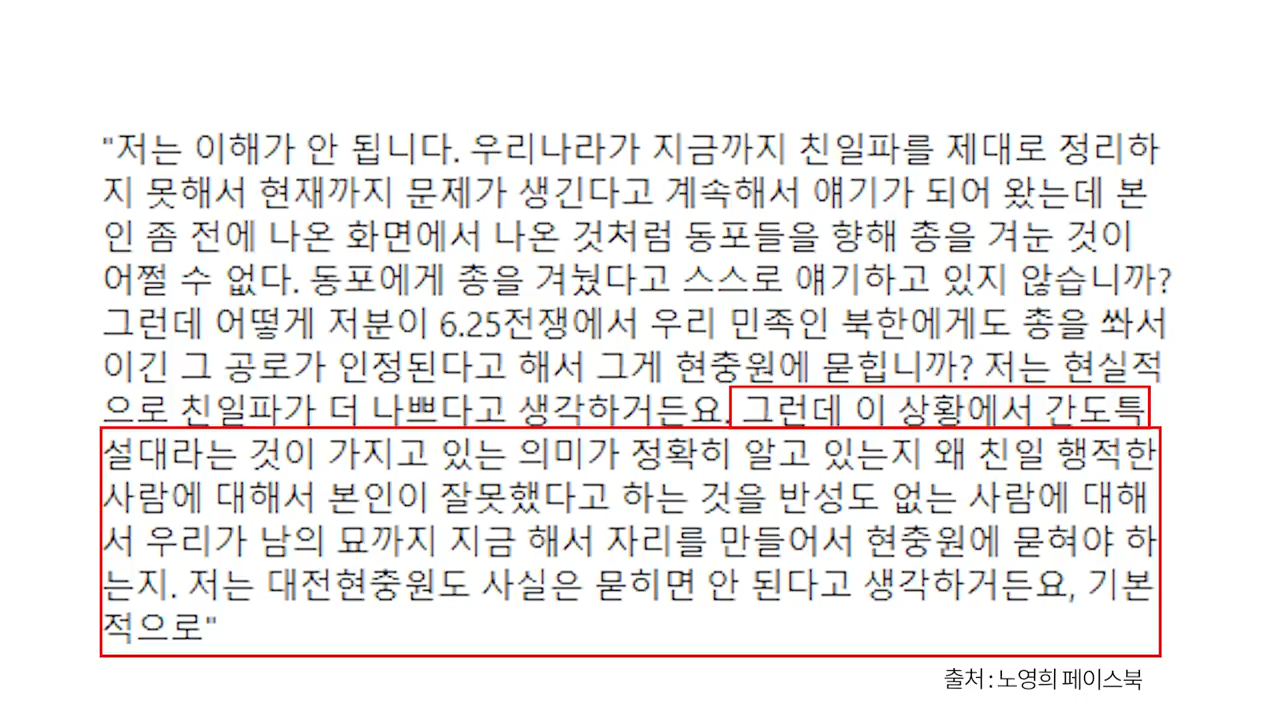 "저는 이해가 안 됩니다. 우리나라가 지금까지 친일파를 제대로 정리하
지 못해서 현재까지 문제가 생긴다고 계속해서 얘기가 되어 왔는데 본
인 좀 전에 나온 화면에서 나온 것처럼 동포들을 향해 총을 겨눈 것이
어쩔 수 없다. 동포에게 총을 겨눴다고 스스로 얘기하고 있지 않습니까?
그런데 어떻게 저분이 6.25전쟁에서 우리 민족인 북한에게도 총을 쏴서
이긴 그 공로가 인정된다고 해서 그게 현충원에 묻힙니까? 저는 현실적
으로 친일파가 더 나쁘다고 생각하거든요. 그런데 이 상황에서 간도특
설대라는 것이 가지고 있는 의미가 정확히 알고 있는지 왜 친일 행적한
사람에 대해서 본인이 잘못했다고 하는 것을 반성도 없는 사람에 대해
서 우리가 남의 묘까지 지금 해서 자리를 만들어서 현충원에 묻혀야 하
는지. 저는 대전현충원도 사실은 묻히면 안 된다고 생각하거든요, 기본
적으로"
출처 : 노영희 페이스북